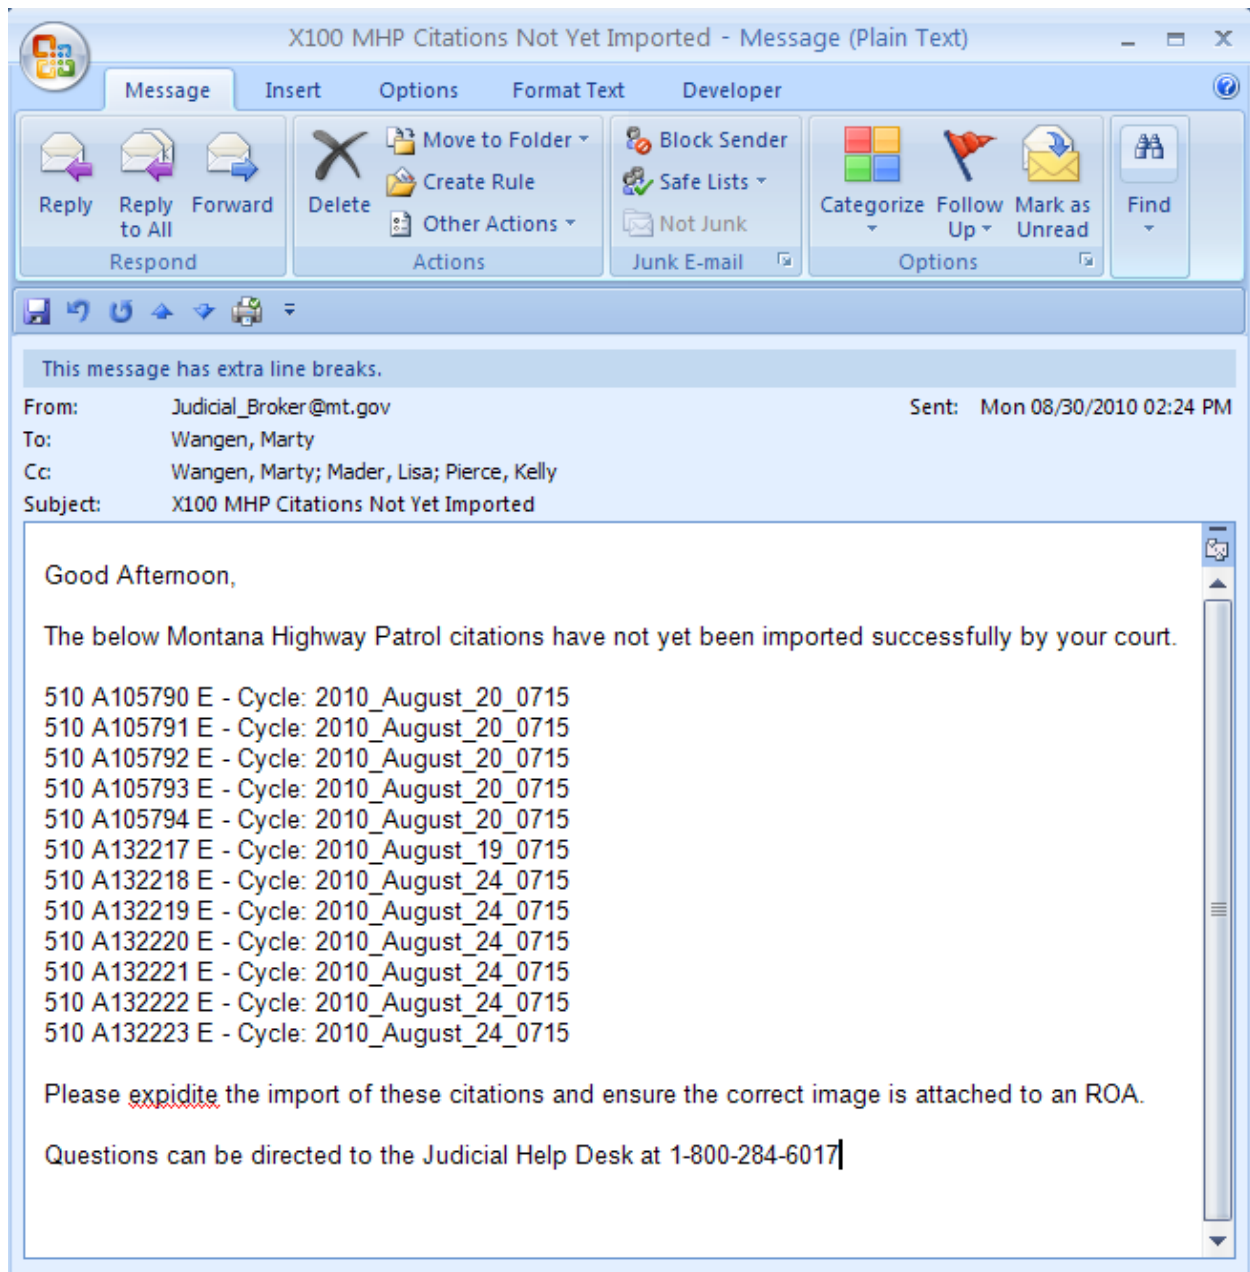 X100 MHP Citations Not Yet Imported - Message (Plain Text)
Message Insert Options Format Text Developer
Reply
Reply to All
Forward
Respond
Delete
Move to Folder
Create Rule
Other Actions
Actions
Block Sender
Safe Lists
Not Junk
Junk E-mail
Categorize
Follow Up
Mark as Unread
Options
Find
This message has extra line breaks.
From: Judicial_Broker@mt.gov Sent: Mon 08/30/2010 02:24 PM
To: Wangen, Marty
Cc: Wangen, Marty; Mader, Lisa; Pierce, Kelly
Subject: X100 MHP Citations Not Yet Imported
Good Afternoon,
The below Montana Highway Patrol citations have not yet been imported successfully by your court.
510 A105790 E - Cycle: 2010_August_20_0715
510 A105791 E - Cycle: 2010_August_20_0715
510 A105792 E - Cycle: 2010_August_20_0715
510 A105793 E - Cycle: 2010_August_20_0715
510 A105794 E - Cycle: 2010_August_20_0715
510 A132217 E - Cycle: 2010_August_19_0715
510 A132218 E - Cycle: 2010_August_24_0715
510 A132219 E - Cycle: 2010_August_24_0715
510 A132220 E - Cycle: 2010_August_24_0715
510 A132221 E - Cycle: 2010_August_24_0715
510 A132222 E - Cycle: 2010_August_24_0715
510 A132223 E - Cycle: 2010_August_24_0715
Please expidite the import of these citations and ensure the correct image is attached to an ROA.
Questions can be directed to the Judicial Help Desk at 1-800-284-6017